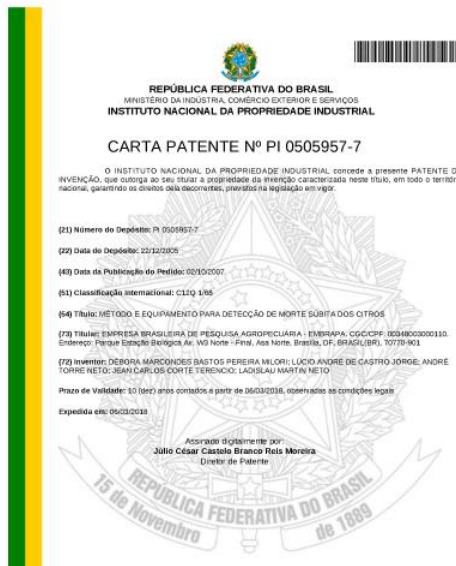 REPÚBLICA FEDERATIVA DO BRASIL
MINISTÉRIO DA INDÚSTRIA, COMÉRCIO EXTERIOR E SERVIÇOS
INSTITUTO NACIONAL DA PROPRIEDADE INDUSTRIAL
CARTA PATENTE Nº PI 0505957-7
O INSTITUTO NACIONAL DA PROPRIEDADE INDUSTRIAL concede a presente PATENTE D
INVENÇÃO, que outorga ao seu titular a propriedade da invenção caracterizada neste título, em todo o territór
nacional, garantindo os direitos dela decorrentes, previstos na legislação em vigor.
(21) Número do Depósito: PI 0505957-7
(22) Data do Depósito: 22/12/2005
(43) Data da Publicação do Pedido: 02/10/2007
(51) Classificação Internacional: C12Q 1/68
(54) Título: MÉTODO E EQUIPAMENTO PARA DETECÇÃO DE MORTE SÚBITA DOS CITROS
(73) Titular: EMPRESA BRASILEIRA DE PESQUISA AGROPECUÁRIA - EMBRAPA. CGC/CPF: 00348003000110.
Endereço: Parque Estação Biológica Av. W3 Norte - Final, Asa Norte, Brasília, DF, BRASIL(BR), 70770-901
(72) Inventor: DÉBORA MARCONDES BASTOS PEREIRA MILORI; LÚCIO ANDRÉ DE CASTRO JORGE; ANDRÉ
TORRE NETO; JEAN CARLOS CORTE TERENCIO; LADISLAU MARTIN NETO
Prazo de Validade: 10 (dez) anos contados a partir de 06/03/2018, observadas as condições legais
Expedida em: 06/03/2018
Assinado digitalmente por:
Júlio César Castelo Branco Reis Moreira
Diretor de Patente
REPÚBLICA FEDERATIVA DO BRASIL
15 de Novembro
de 1889